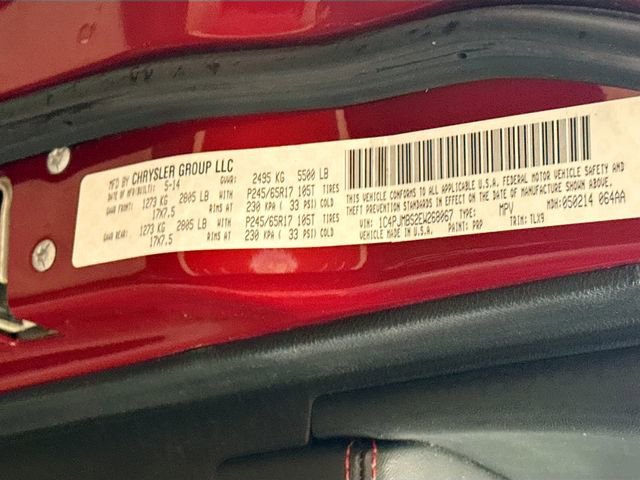 MFD BY CHRYSLER GROUP LLC
DATE OF MFR 5-14 GVWR: 2495 KG 5500 LB
GAWR FRONT: 1273 KG 2805 LB WITH P245/65R17 105T TIRES
17X7.5 RIMS AT 230 KPA ( 33 PSI) COLD
GAWR REAR: 1273 KG 2805 LB WITH P245/65R17 105T TIRES
17X7.5 RIMS AT 230 KPA ( 33 PSI) COLD
THIS VEHICLE CONFORMS TO ALL APPLICABLE U.S.A. FEDERAL MOTOR VEHICLE SAFETY AND
THEFT PREVENTION STANDARDS IN EFFECT ON THE DATE OF MANUFACTURE SHOWN ABOVE.
VIN: 1C4PJMBS2EW268067 TYPE: MPV MDH: 050214 064AA
VEHICLE MADE IN U.S.A. PAINT: PRP TRIM: TLX9